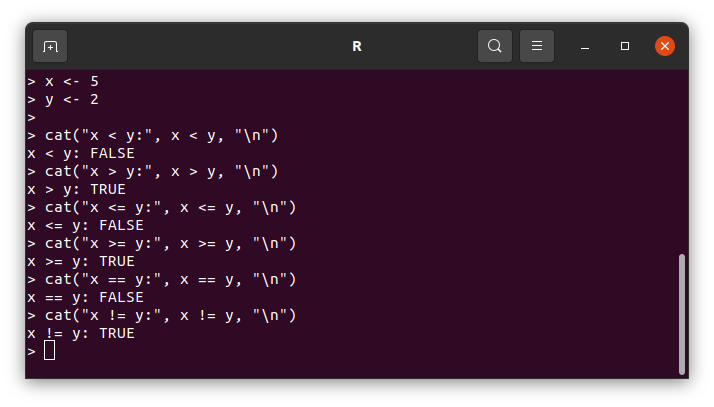 R
> x <- 5
> y <- 2
>
> cat("x < y:", x < y, "\n")
x < y: FALSE
> cat("x > y:", x > y, "\n")
x > y: TRUE
> cat("x <= y:", x <= y, "\n")
x <= y: FALSE
> cat("x >= y:", x >= y, "\n")
x >= y: TRUE
> cat("x == y:", x == y, "\n")
x == y: FALSE
> cat("x != y:", x != y, "\n")
x != y: TRUE
>